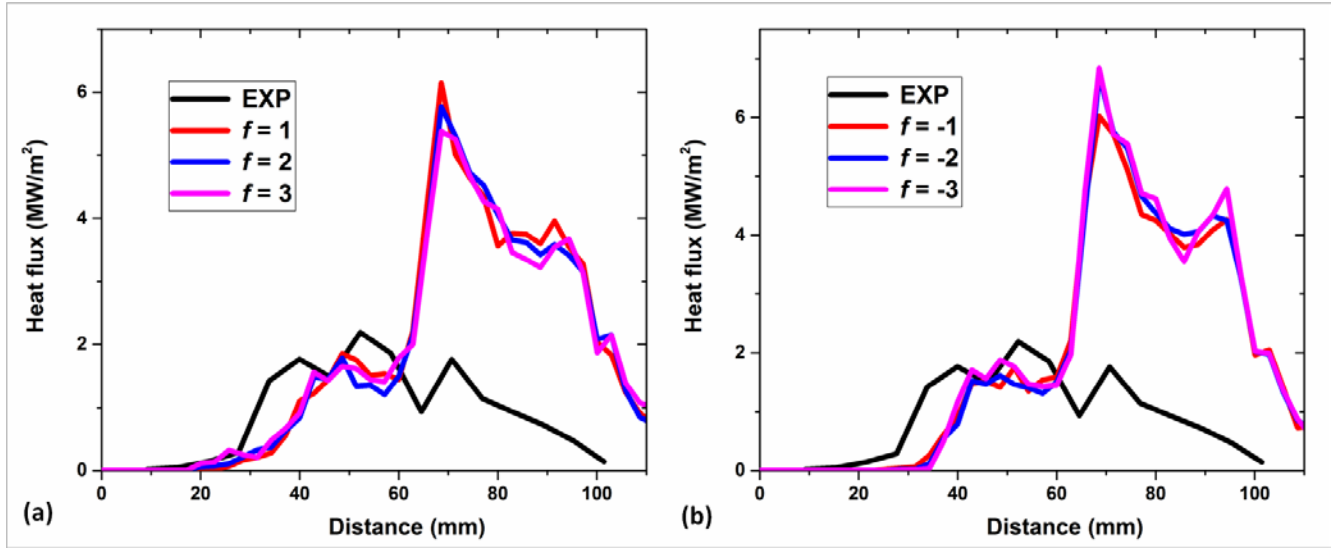 6
4
2
0
Heat flux (MW/m²)
EXP
f = 1
f = 2
f = 3
0 20 40 60 80 100
Distance (mm)
(a)
6
4
2
0
Heat flux (MW/m²)
EXP
f = -1
f = -2
f = -3
0 20 40 60 80 100
Distance (mm)
(b)